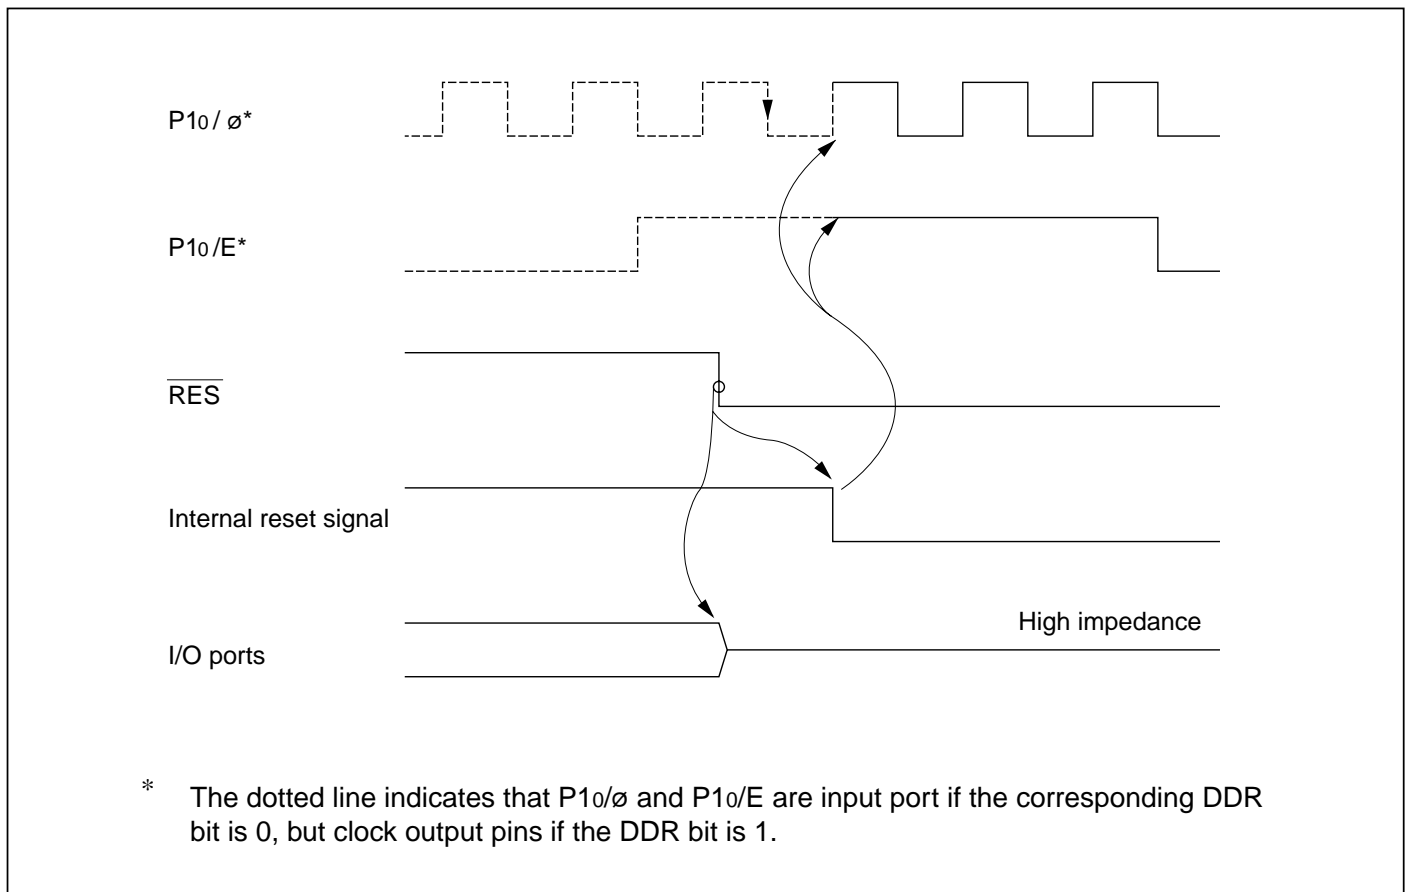 P10 / ø*
P10 /E*
RES
Internal reset signal
High impedance
I/O ports
* The dotted line indicates that P10/ø and P10/E are input port if the corresponding DDR
bit is 0, but clock output pins if the DDR bit is 1.